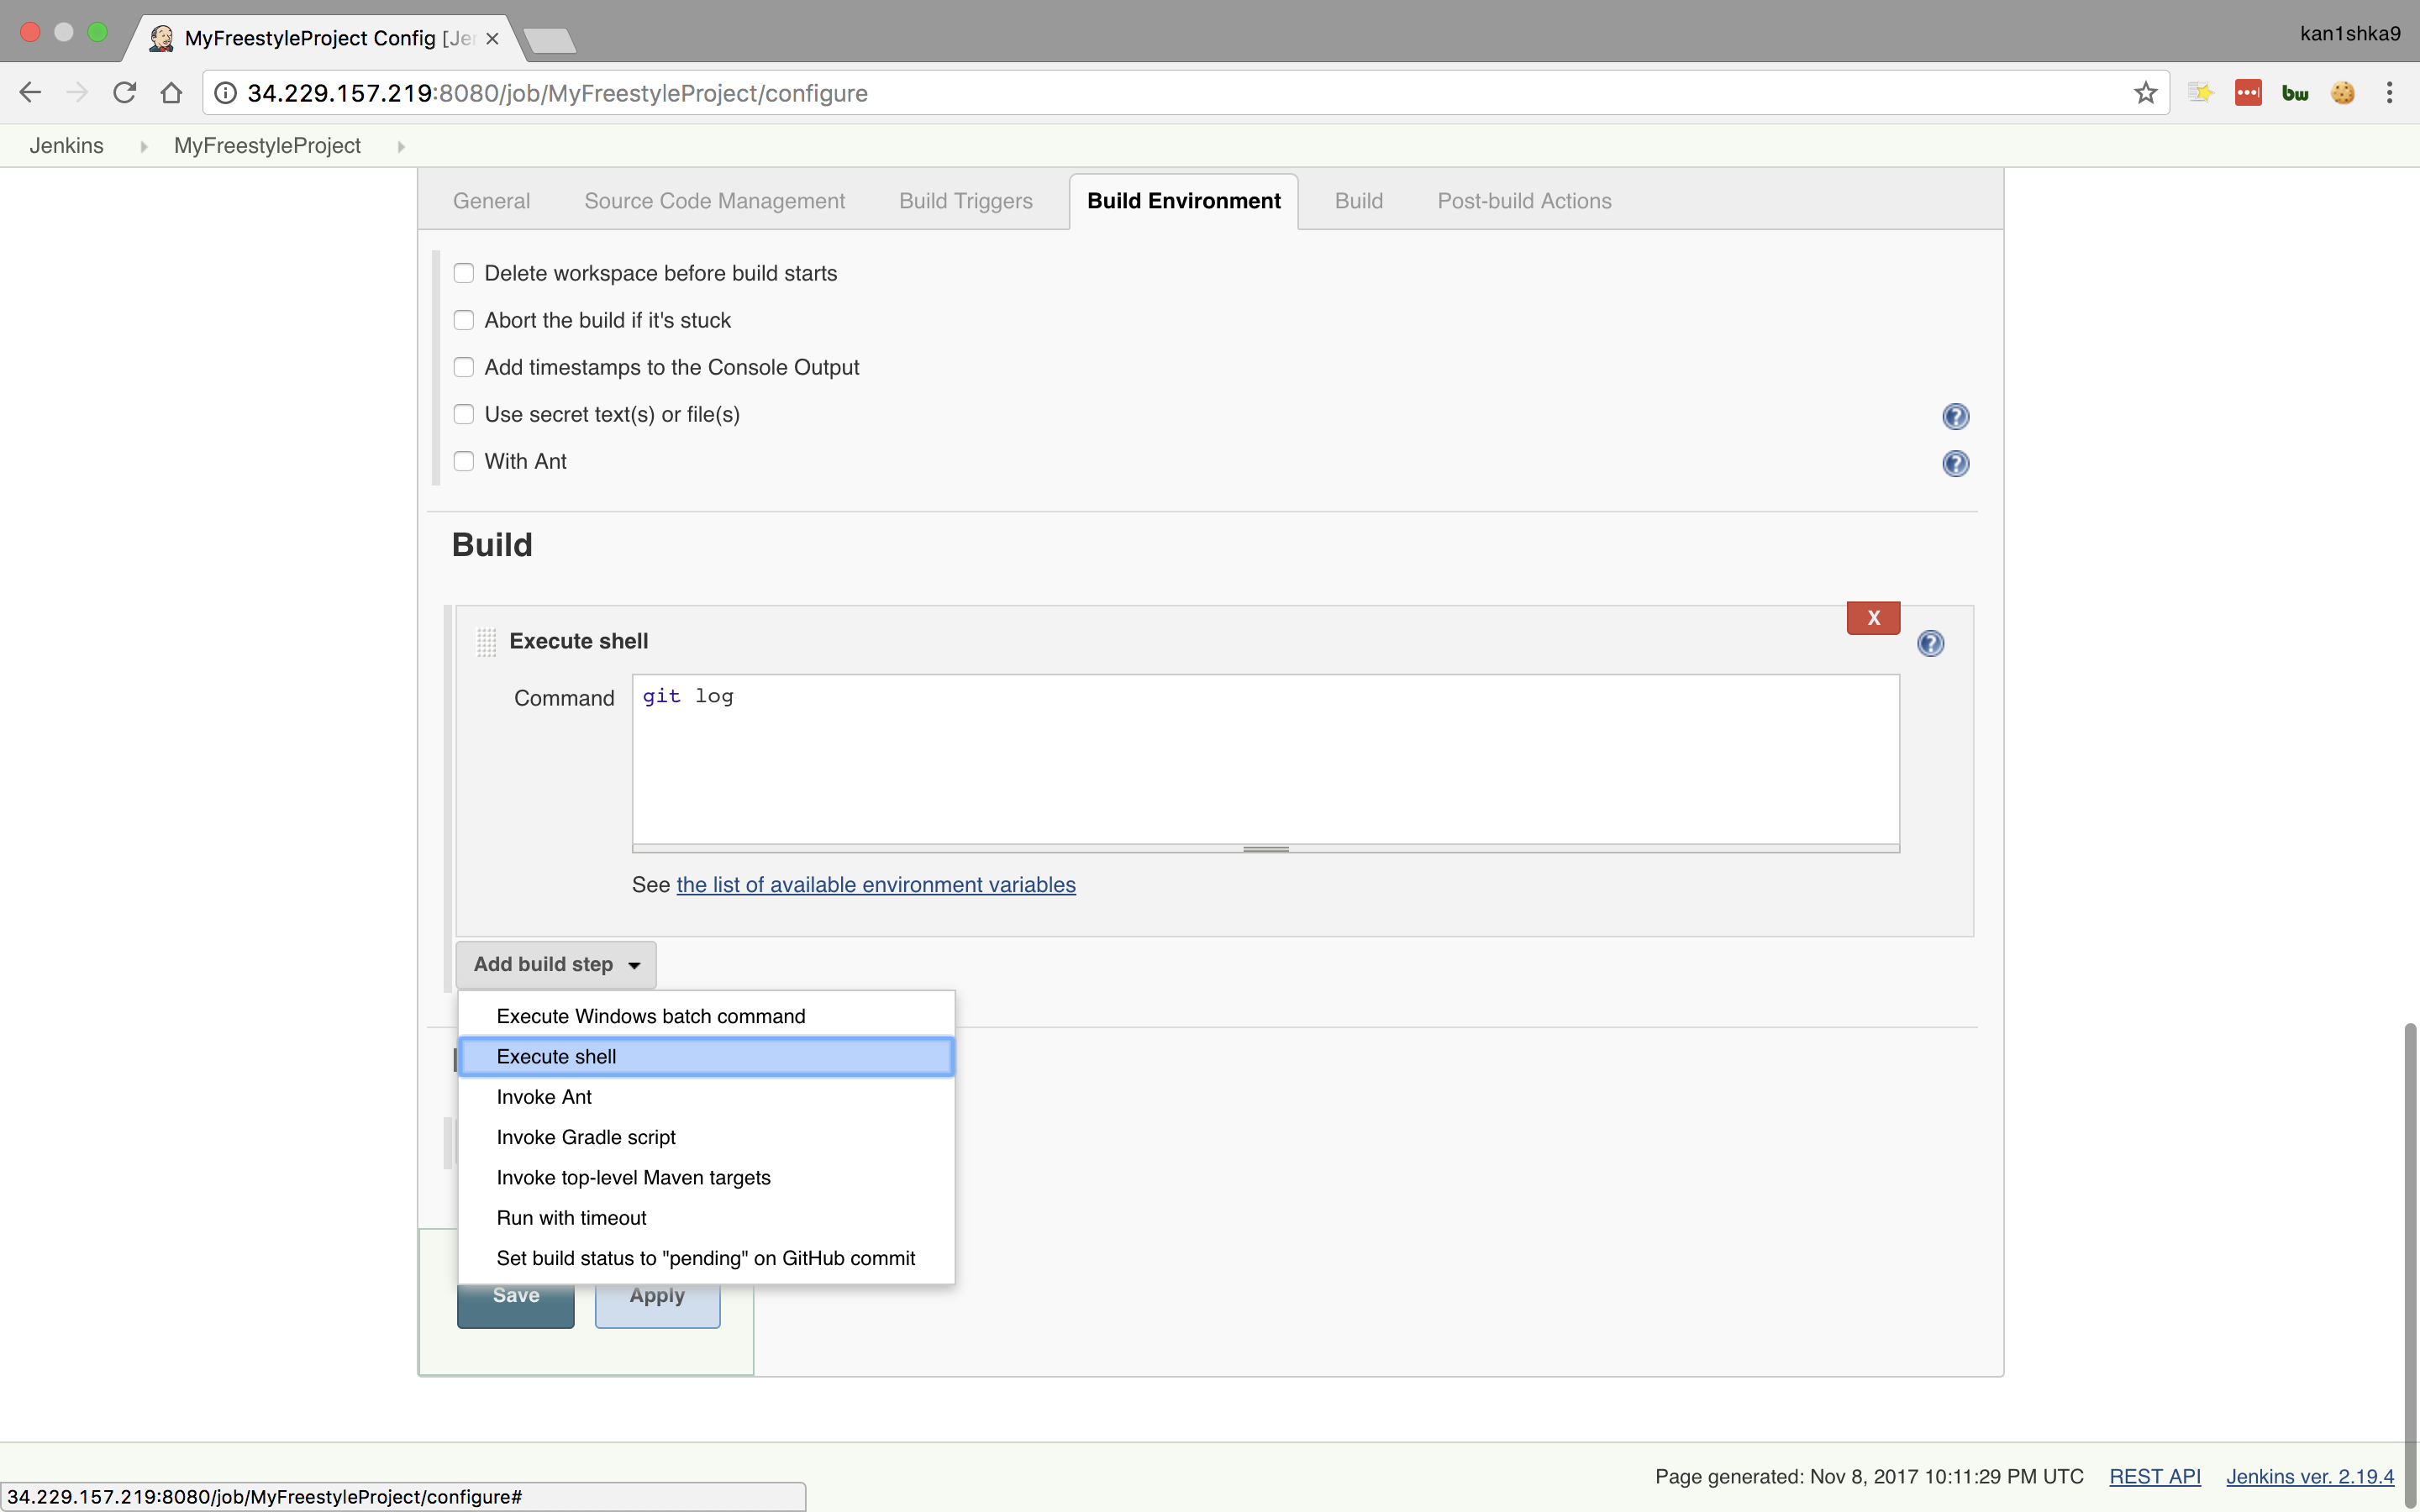 MyFreestyleProject Config [Je
kan1shka9
34.229.157.219:8080/job/MyFreestyleProject/configure
bw
Jenkins MyFreestyleProject
General Source Code Management Build Triggers Build Environment Build Post-build Actions
Delete workspace before build starts
Abort the build if it's stuck
Add timestamps to the Console Output
Use secret text(s) or file(s)
With Ant
Build
X
Execute shell
Command git log
See the list of available environment variables
Add build step
Execute Windows batch command
Execute shell
Invoke Ant
Invoke Gradle script
Invoke top-level Maven targets
Run with timeout
Set build status to "pending" on GitHub commit
Save Apply
Page generated: Nov 8, 2017 10:11:29 PM UTC REST API Jenkins ver. 2.19.4
34.229.157.219:8080/job/MyFreestyleProject/configure#